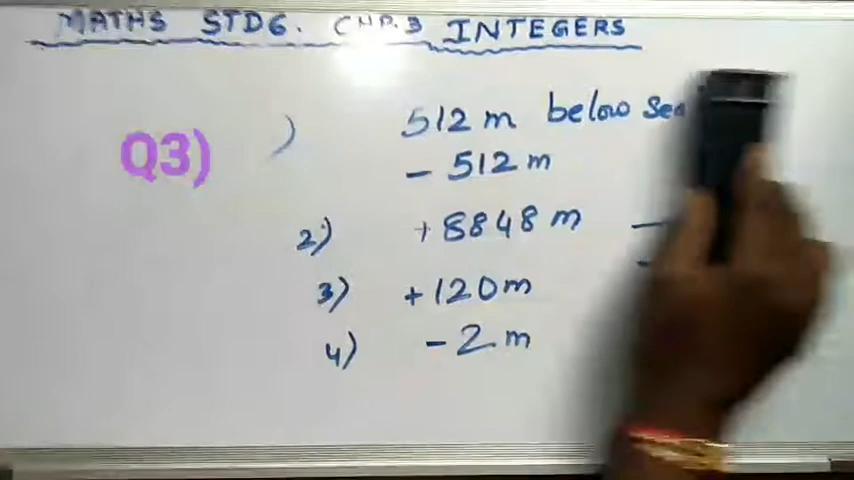 MATHS STD6. CHP.3 INTEGERS
Q3)
) 512 m below Sea
- 512 m
2) +8848 m
3) +120m
4) -2 m